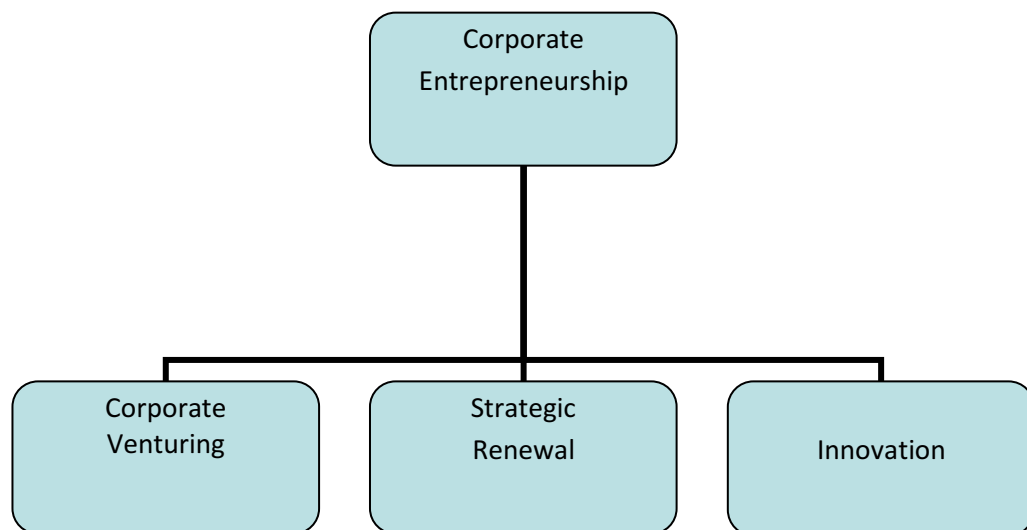 Corporate
Entrepreneurship
Corporate
Venturing
Strategic
Renewal
Innovation